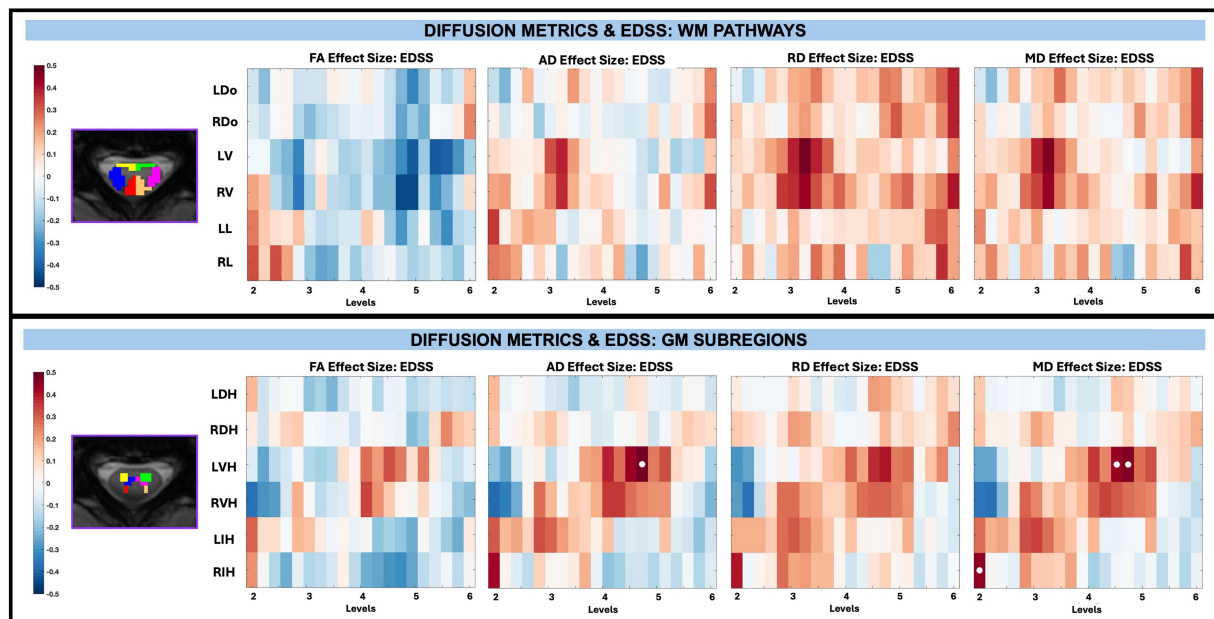 DIFFUSION METRICS & EDSS: WM PATHWAYS
FA Effect Size: EDSS
AD Effect Size: EDSS
RD Effect Size: EDSS
MD Effect Size: EDSS
0.5
0.4
0.3
0.2
0.1
0
-0.1
-0.2
-0.3
-0.4
-0.5
LDo
RDo
LV
RV
LL
RL
2 3 4 5 6
Levels
2 3 4 5 6
Levels
2 3 4 5 6
Levels
2 3 4 5 6
Levels
DIFFUSION METRICS & EDSS: GM SUBREGIONS
FA Effect Size: EDSS
AD Effect Size: EDSS
RD Effect Size: EDSS
MD Effect Size: EDSS
0.5
0.4
0.3
0.2
0.1
0
-0.1
-0.2
-0.3
-0.4
-0.5
LDH
RDH
LVH
RVH
LIH
RIH
2 3 4 5 6
Levels
2 3 4 5 6
Levels
2 3 4 5 6
Levels
2 3 4 5 6
Levels